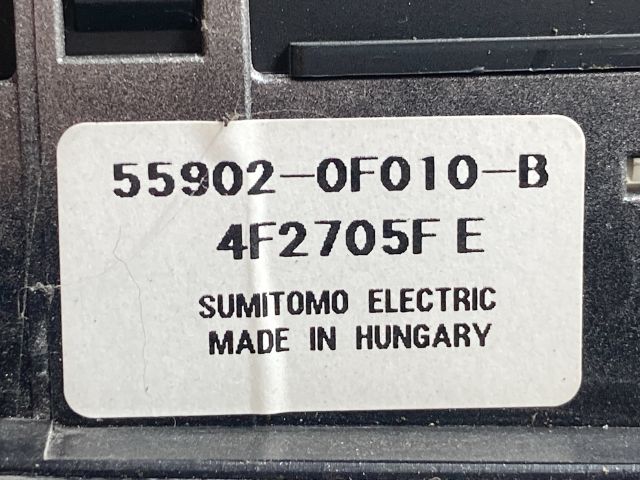 55902-0F010-B
4F2705F E
SUMITOMO ELECTRIC
MADE IN HUNGARY